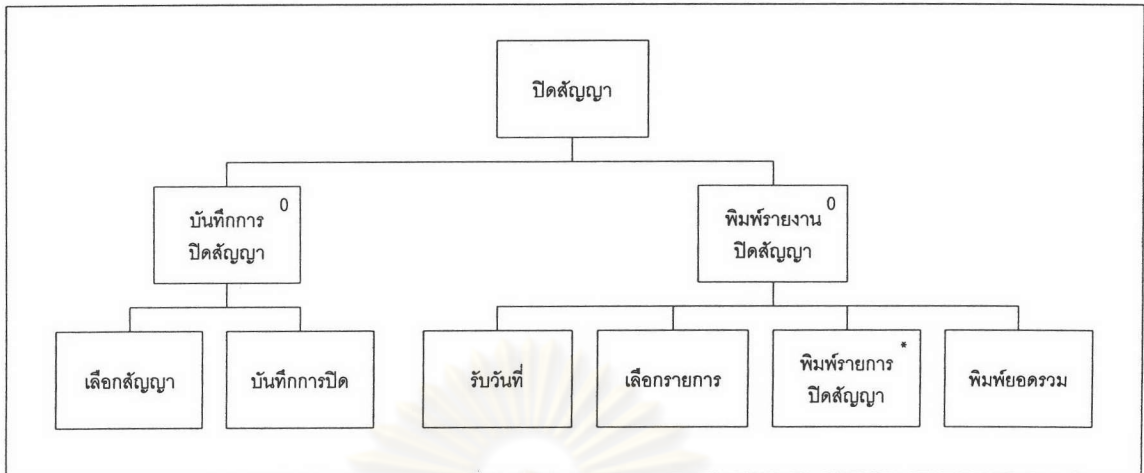 ปิดสัญญา
บันทึกการ 0
ปิดสัญญา
พิมพ์รายงาน 0
ปิดสัญญา
เลือกสัญญา
บันทึกการปิด
รับวันที่
เลือกรายการ
พิมพ์รายการ *
ปิดสัญญา
พิมพ์ยอดรวม